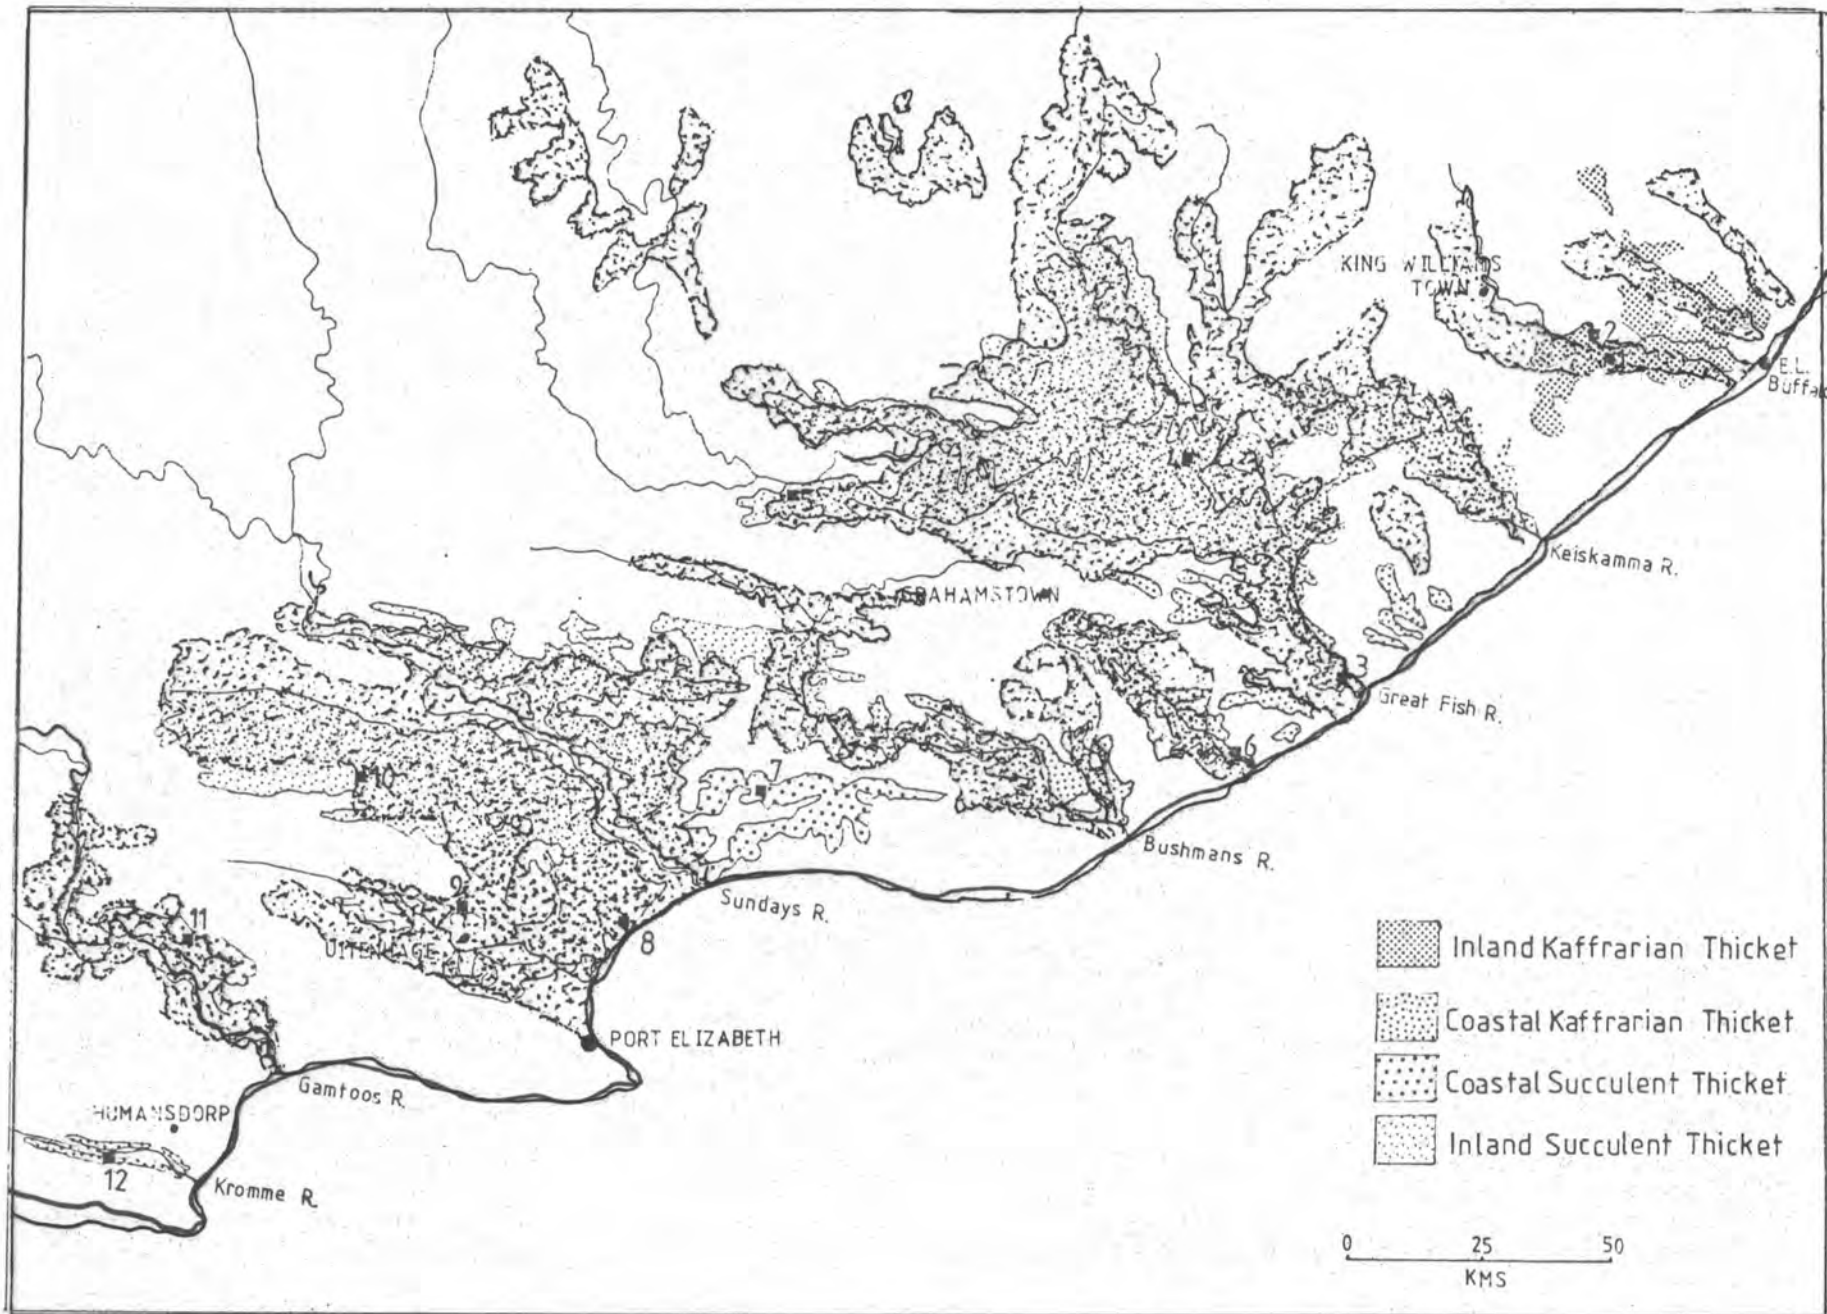 KING WILLIAMS
TOWN
2
E.L.
Buffalo
Keiskamma R.
GRAHAMSTOWN
3
Great Fish R.
6
7
10
Bushmans R.
9
Sundays R.
11
UITENHAGE
8
PORT ELIZABETH
Gamtoos R.
HUMANSDORP
12
Kromme R.
Inland Kaffrarian Thicket
Coastal Kaffrarian Thicket
Coastal Succulent Thicket
Inland Succulent Thicket
0 25 50
KMS